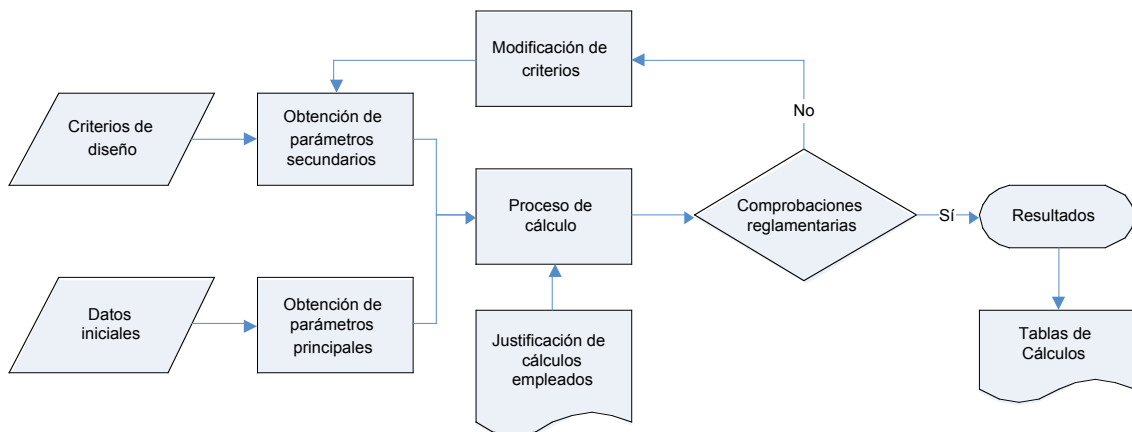 Modificación de
criterios
Criterios de
diseño
Obtención de
parámetros
secundarios
No
Proceso de
cálculo
Comprobaciones
reglamentarias
Sí
Resultados
Datos
iniciales
Obtención de
parámetros
principales
Justificación de
cálculos
empleados
Tablas de
Cálculos